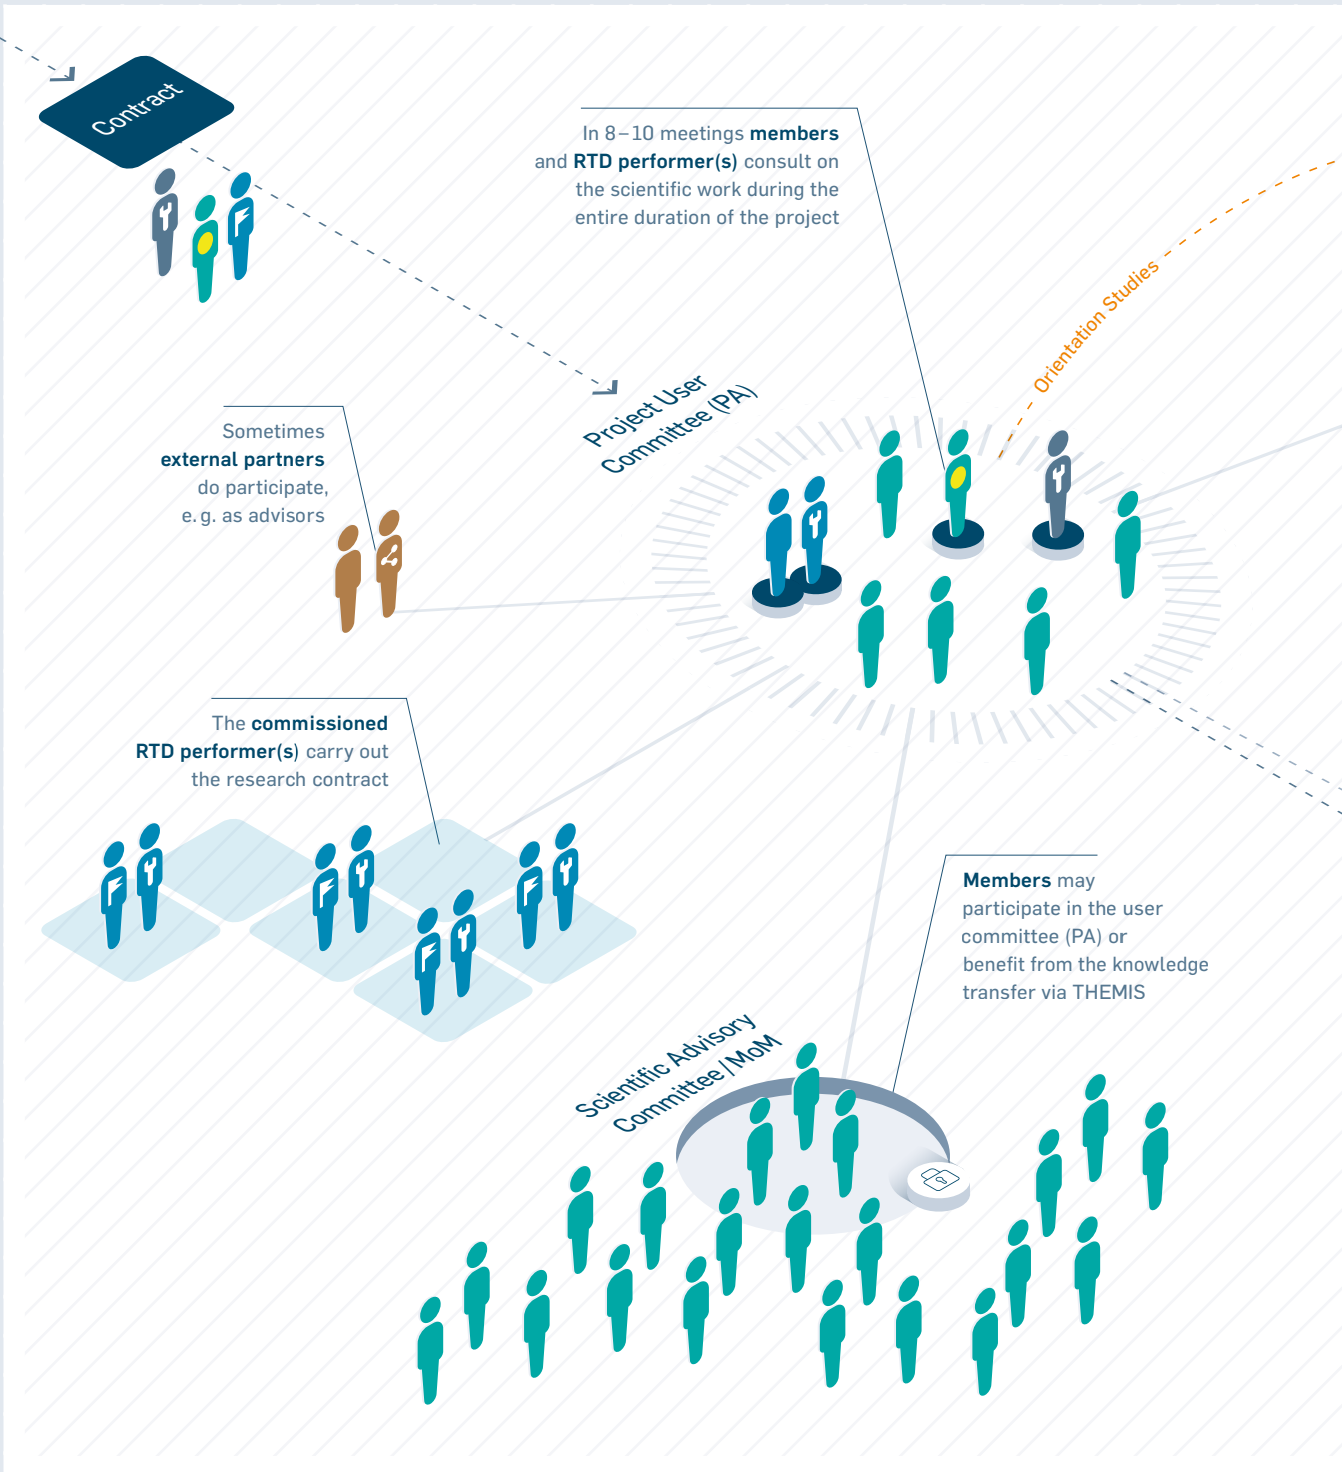 Contract
In 8–10 meetings members
and RTD performer(s) consult on
the scientific work during the
entire duration of the project
Orientation Studies
Project User
Committee (PA)
Sometimes
external partners
do participate,
e. g. as advisors
The commissioned
RTD performer(s) carry out
the research contract
Members may
participate in the user
committee (PA) or
benefit from the knowledge
transfer via THEMIS
Scientific Advisory
Committee/MoM